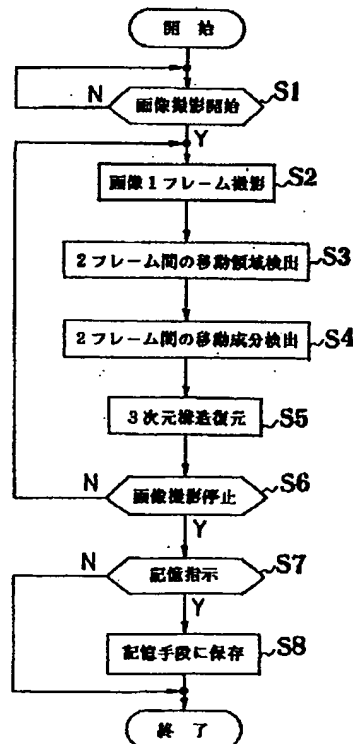 開始
N
画像撮影開始
S1
Y
画像1フレーム撮影
S2
2フレーム間の移動領域検出
S3
2フレーム間の移動成分検出
S4
3次元構造復元
S5
N
画像撮影停止
S6
Y
N
記憶指示
S7
Y
記憶手段に保存
S8
終了